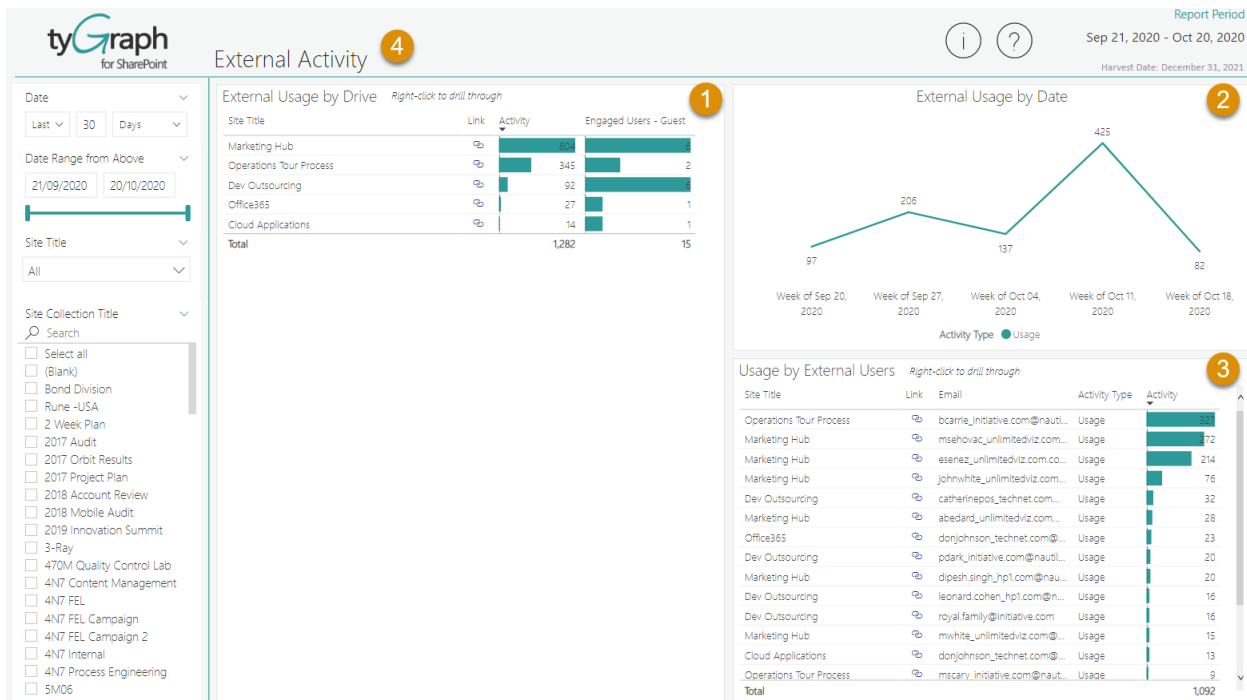 tyGraph
for SharePoint
External Activity
4
i
?
Report Period
Sep 21, 2020 - Oct 20, 2020
Harvest Date: December 31, 2021
Date
Last 30 Days
Date Range from Above
21/09/2020 20/10/2020
Site Title
All
Site Collection Title
Search
Select all
(Blank)
Bond Division
Rune -USA
2 Week Plan
2017 Audit
2017 Orbit Results
2017 Project Plan
2018 Account Review
2018 Mobile Audit
2019 Innovation Summit
3-Ray
470M Quality Control Lab
4N7 Content Management
4N7 FEL
4N7 FEL Campaign
4N7 FEL Campaign 2
4N7 Internal
4N7 Process Engineering
5M06
External Usage by Drive Right-click to drill through
1
Site Title Link Activity Engaged Users - Guest
Marketing Hub 804 6
Operations Tour Process 345 2
Dev Outsourcing 92 6
Office365 27 1
Cloud Applications 14 1
Total 1,282 15
External Usage by Date
2
425
206
137
97
82
Week of Sep 20, 2020
Week of Sep 27, 2020
Week of Oct 04, 2020
Week of Oct 11, 2020
Week of Oct 18, 2020
Activity Type Usage
Usage by External Users Right-click to drill through
3
Site Title Link Email Activity Type Activity
Operations Tour Process bcarrie_initiative.com@nauti... Usage 327
Marketing Hub msehovac_unlimitedviz.com... Usage 272
Marketing Hub esenez_unlimitedviz.com.co... Usage 214
Marketing Hub johnwhite_unlimitedviz.com... Usage 76
Dev Outsourcing catherinepos_technet.com... Usage 32
Marketing Hub abedard_unlimitedviz.com... Usage 28
Office365 donjohnson_technet.com@... Usage 23
Dev Outsourcing pdark_initiative.com@nautil... Usage 20
Marketing Hub dipesh.singh_hp1.com@nau... Usage 20
Dev Outsourcing leonard.cohen_hp1.com@n... Usage 16
Dev Outsourcing royal.family@initiative.com Usage 16
Marketing Hub mwhite_unlimitedviz.com@... Usage 15
Cloud Applications donjohnson_technet.com@... Usage 13
Operations Tour Process mscary_initiative.com@naut... Usage 9
Total 1,092